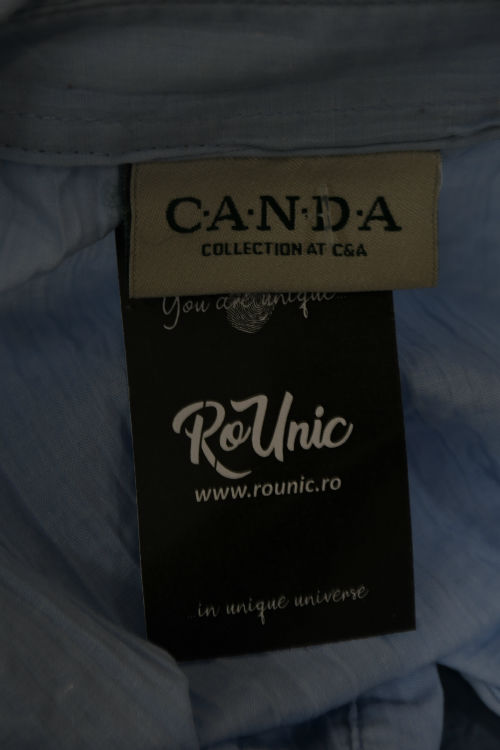 C·A·N·D·A
COLLECTION AT C&A
You are unique...
RoUnic
www.rounic.ro
...in unique universe